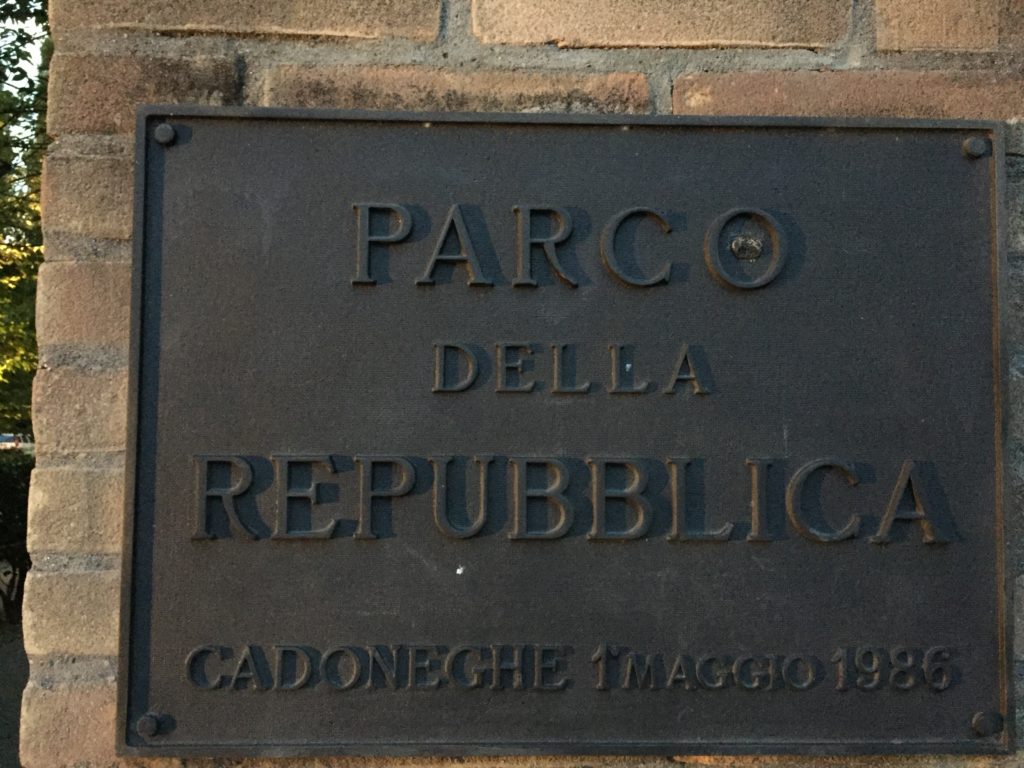 PARCO
DELLA
REPUBBLICA
CADONEGHE 1° MAGGIO 1986